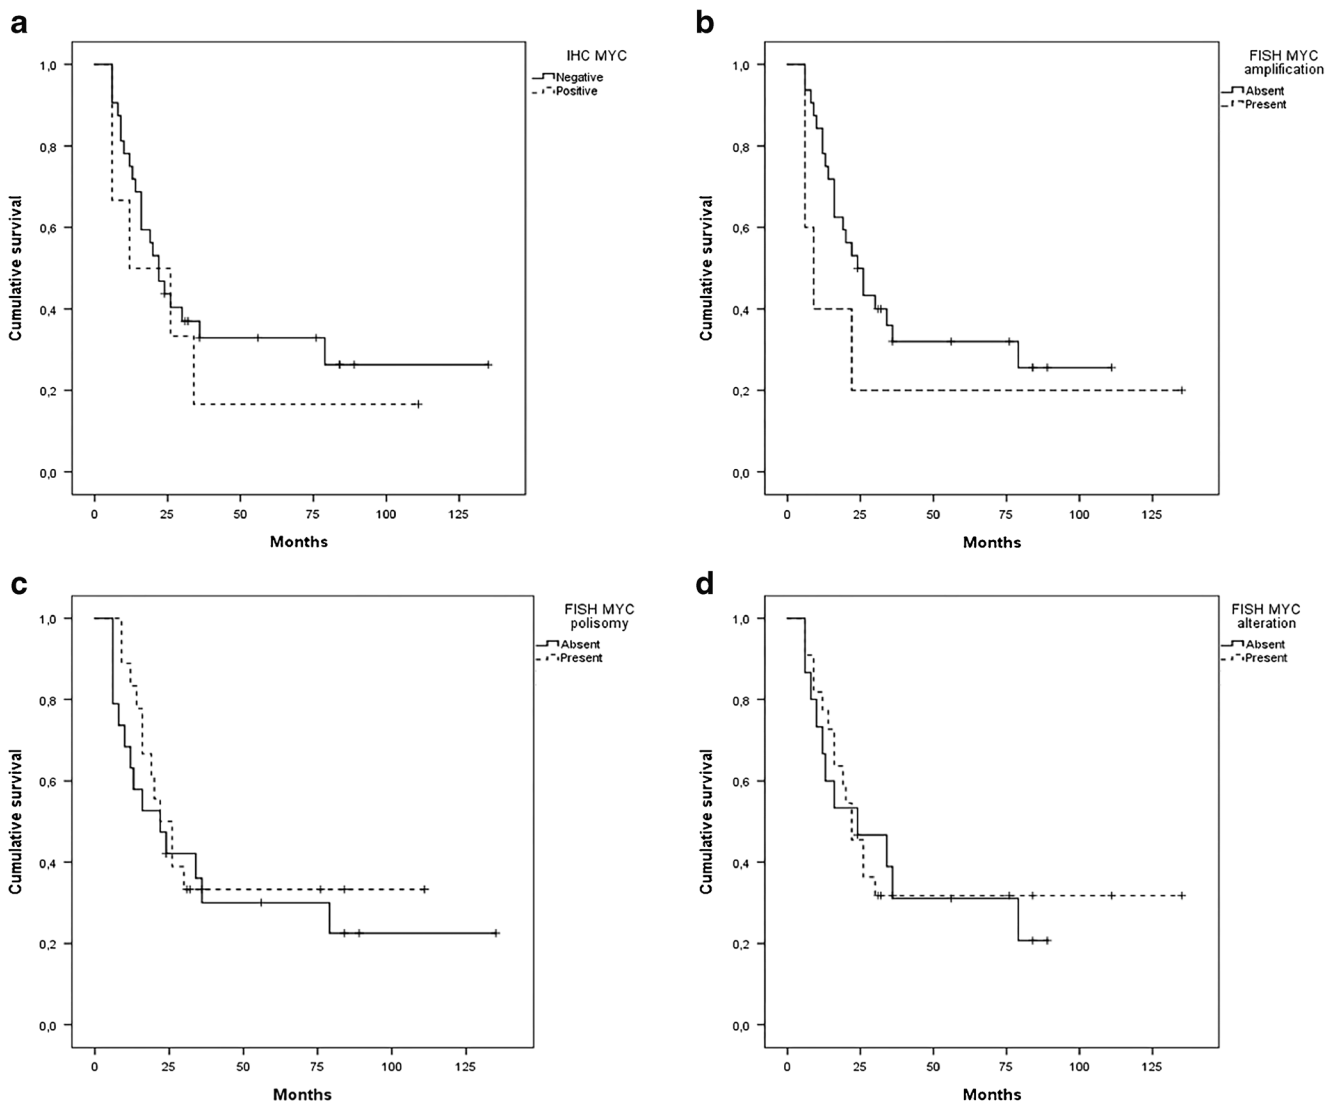 a
IHC MYC
Negative
Positive
1,0
0,8
0,6
0,4
0,2
0,0
Cumulative survival
0 25 50 75 100 125
Months
b
FISH MYC
amplification
Absent
Present
1,0
0,8
0,6
0,4
0,2
0,0
Cumulative survival
0 25 50 75 100 125
Months
c
FISH MYC
polisomy
Absent
Present
1,0
0,8
0,6
0,4
0,2
0,0
Cumulative survival
0 25 50 75 100 125
Months
d
FISH MYC
alteration
Absent
Present
1,0
0,8
0,6
0,4
0,2
0,0
Cumulative survival
0 25 50 75 100 125
Months